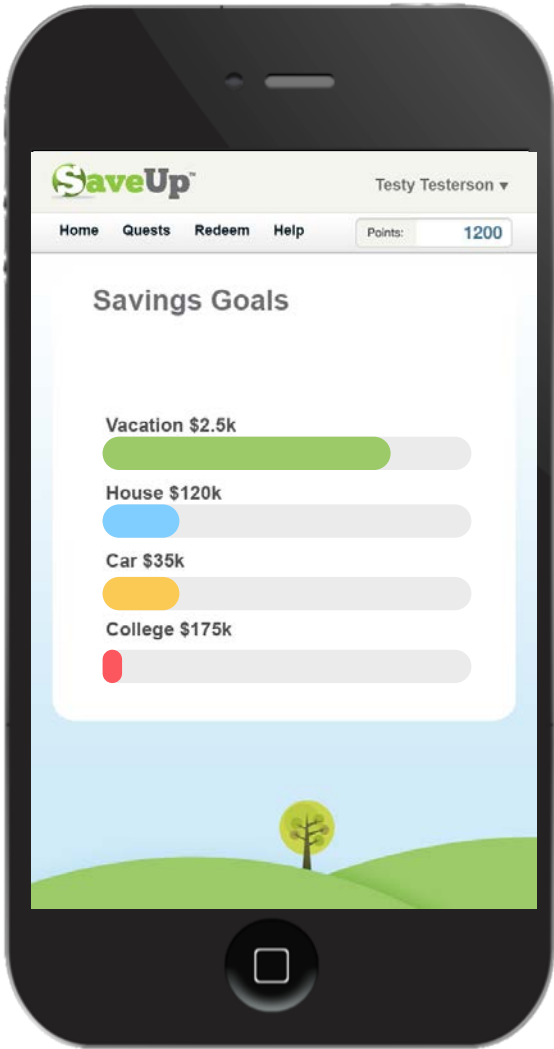 SaveUp™
Testy Testerson ▼
Home Quests Redeem Help Points: 1200
Savings Goals
Vacation $2.5k
House $120k
Car $35k
College $175k